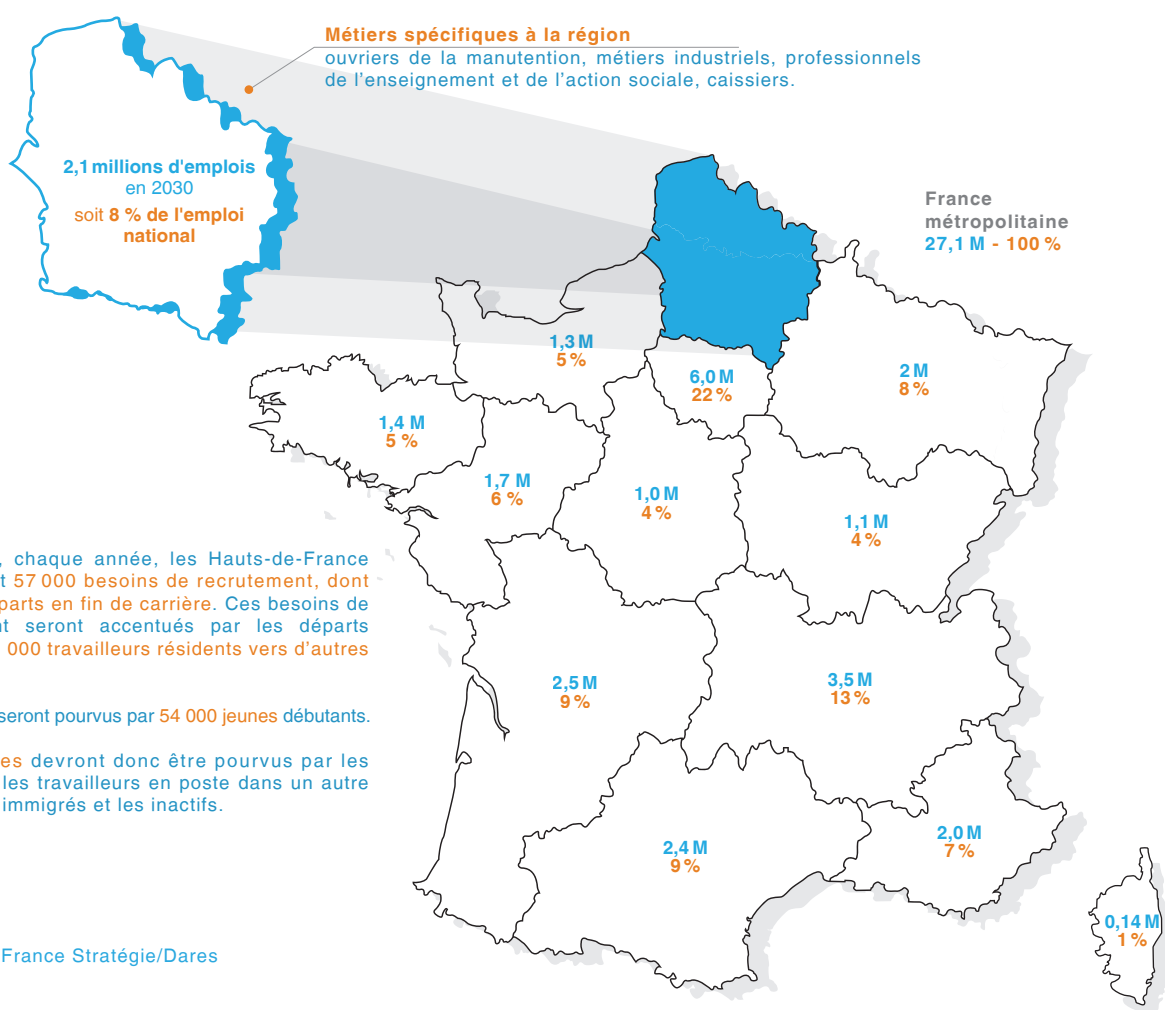 Métiers spécifiques à la région
ouvriers de la manutention, métiers industriels, professionnels
de l'enseignement et de l'action sociale, caissiers.
2,1 millions d'emplois
en 2030
soit 8 % de l'emploi
national
France
métropolitaine
27,1 M - 100 %
1,3 M
5 %
6,0 M
22 %
2 M
8 %
1,4 M
5 %
1,7 M
6 %
1,0 M
4 %
1,1 M
4 %
, chaque année, les Hauts-de-France
t 57 000 besoins de recrutement, dont
parts en fin de carrière. Ces besoins de
nt seront accentués par les départs
000 travailleurs résidents vers d'autres
seront pourvus par 54 000 jeunes débutants.
es devront donc être pourvus par les
les travailleurs en poste dans un autre
immigrés et les inactifs.
2,5 M
9 %
3,5 M
13 %
2,4 M
9 %
2,0 M
7 %
0,14 M
1 %
France Stratégie/Dares